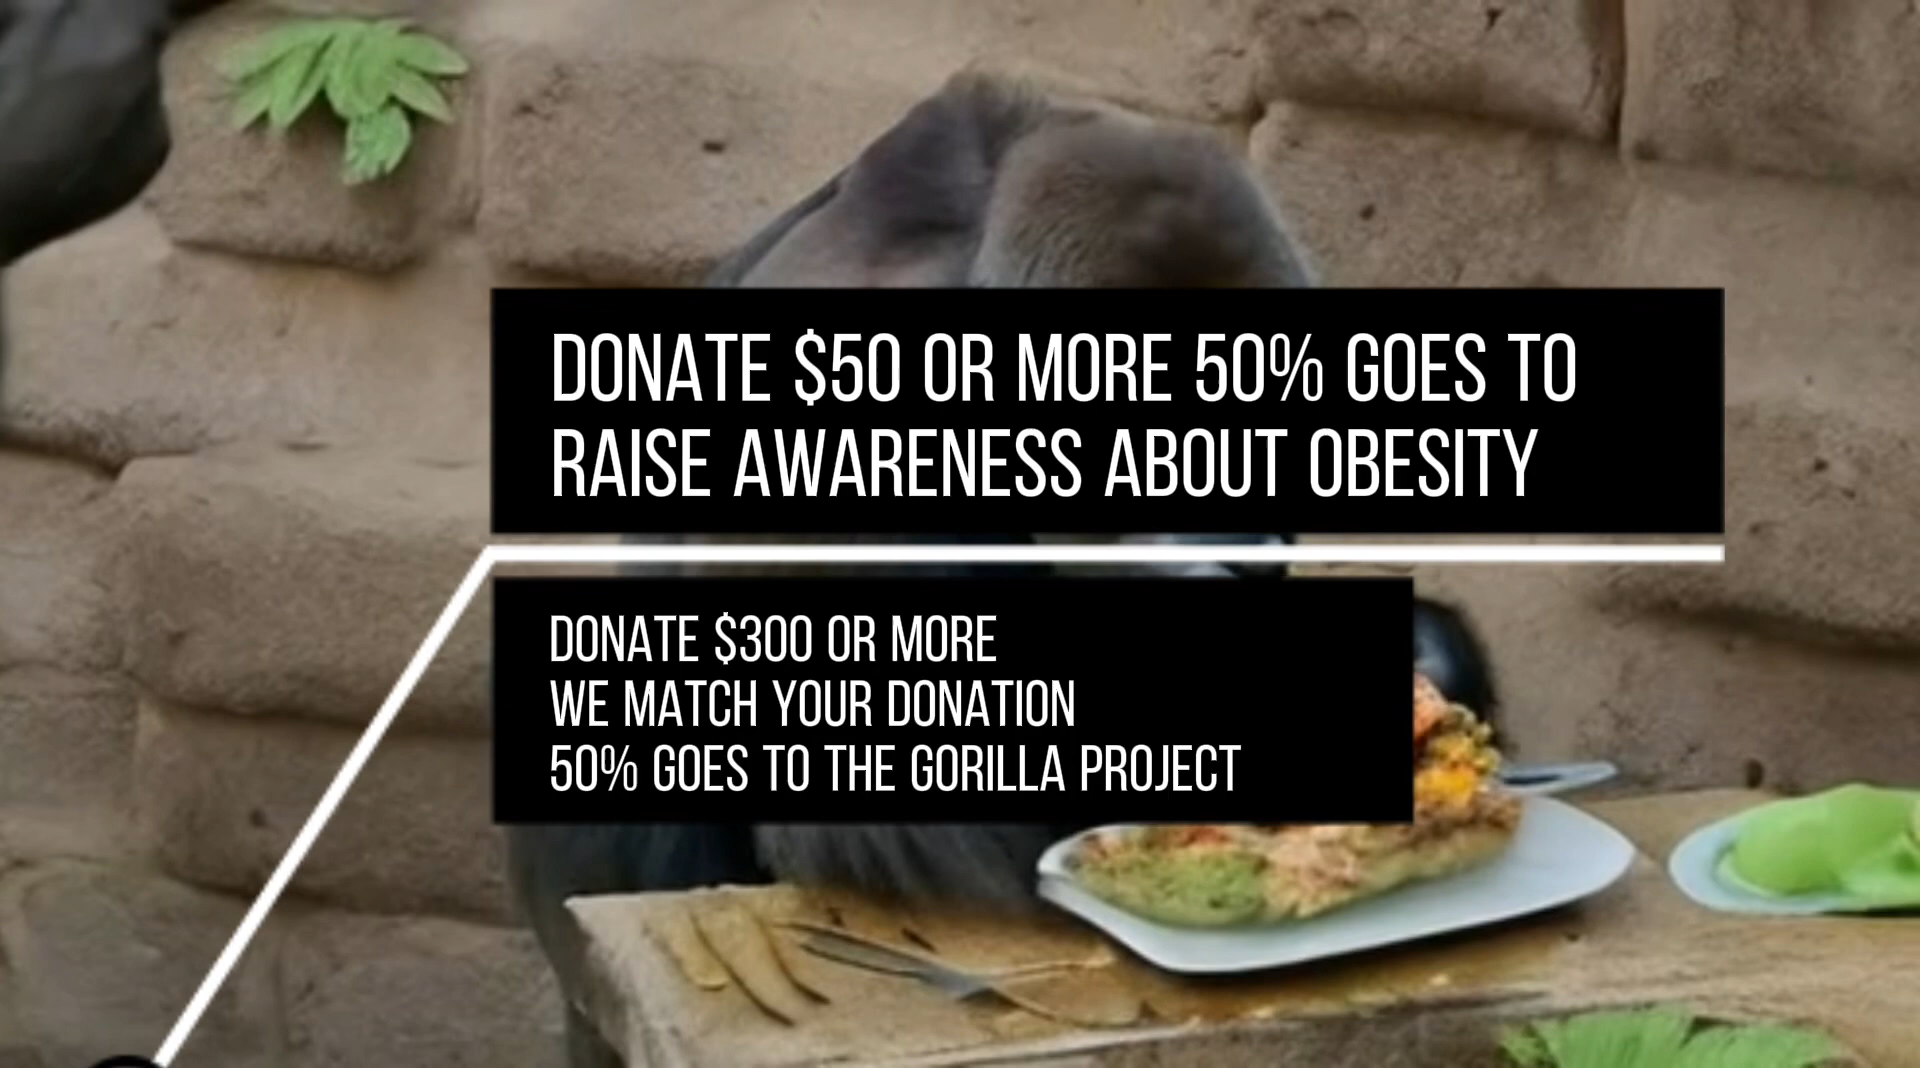 DONATE $50 OR MORE 50% GOES TO
RAISE AWARENESS ABOUT OBESITY
DONATE $300 OR MORE
WE MATCH YOUR DONATION
50% GOES TO THE GORILLA PROJECT